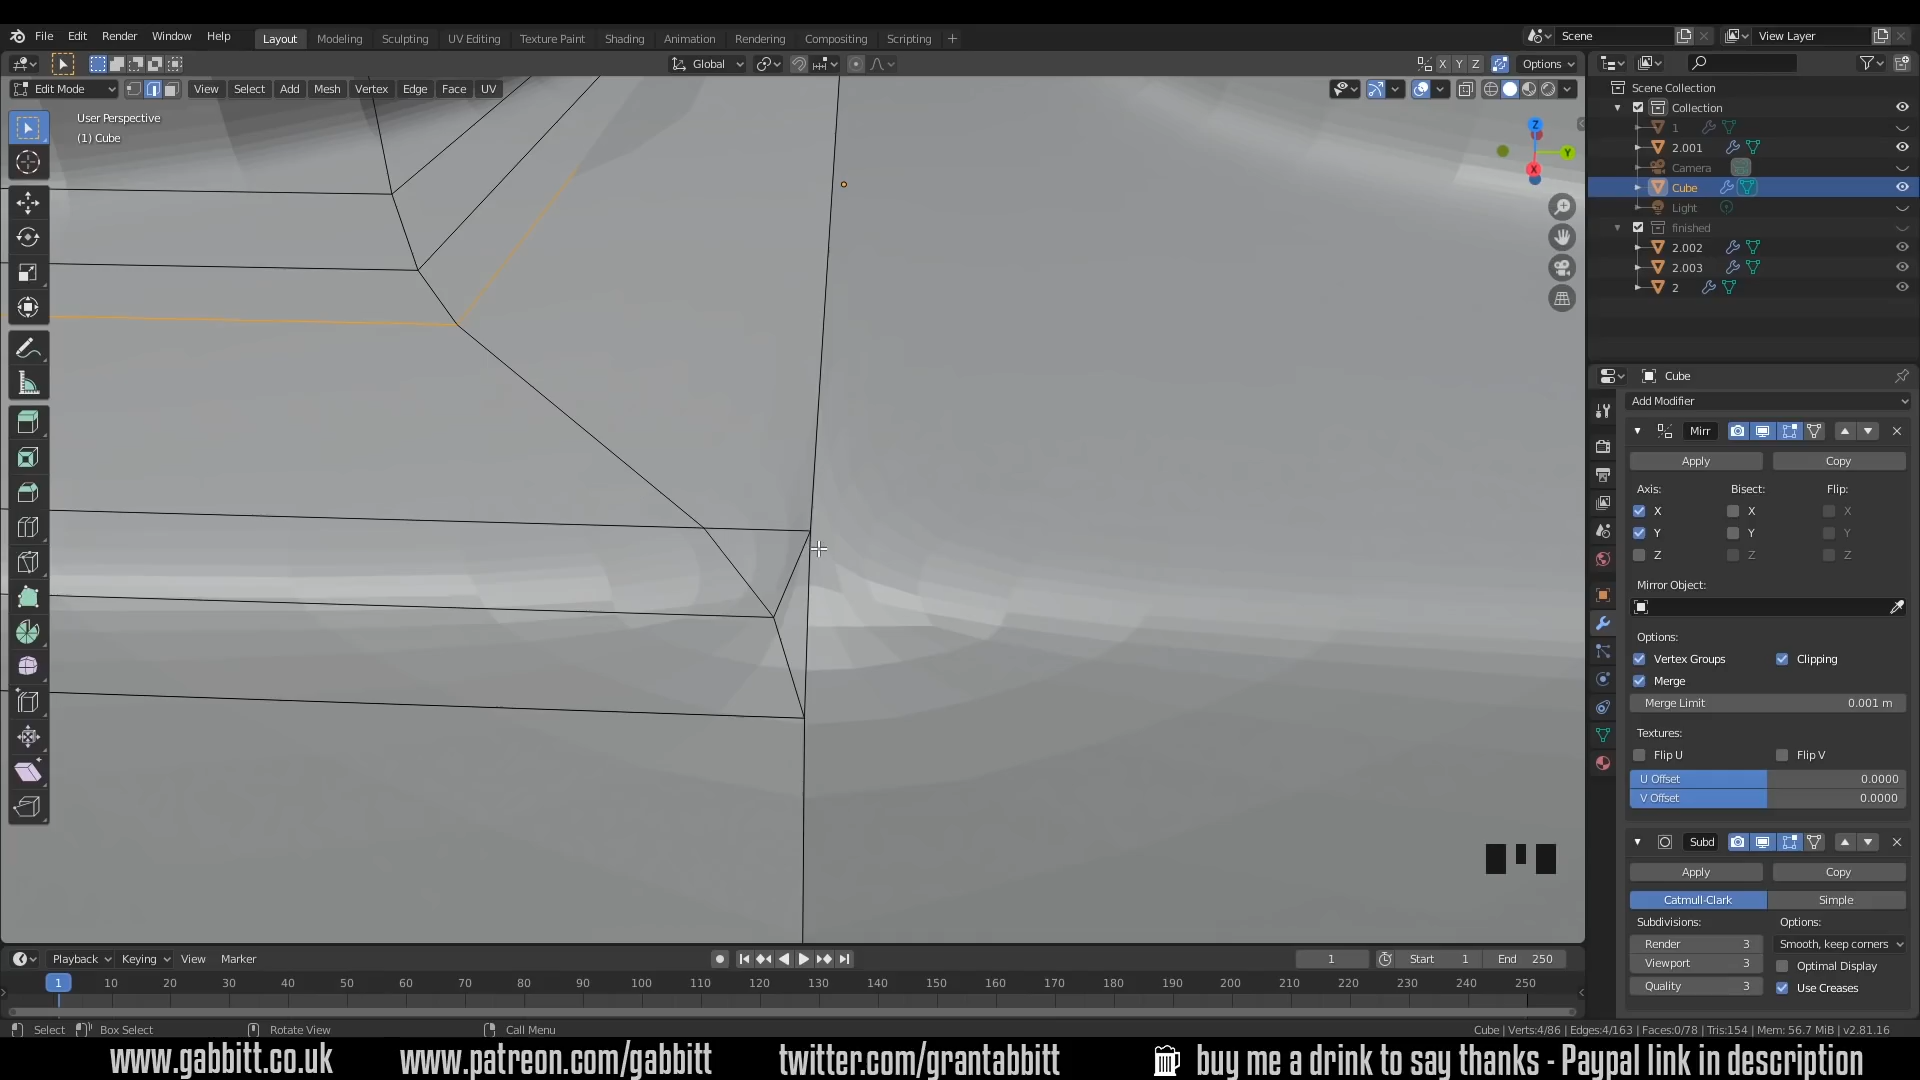 File Edit Render Window Help Layout Modeling Sculpting UV Editing Texture Paint Shading Animation Rendering Compositing Scripting + Scene View Layer
Global X Y Z Options
Edit Mode View Select Add Mesh Vertex Edge Face UV
User Perspective
(1) Cube
Z
Y
X
Scene Collection
Collection
1
2.001
Camera
Cube
Light
finished
2.002
2.003
2
Cube
Add Modifier
Mirr
Apply Copy
Axis: Bisect: Flip:
X X X
Y Y Y
Z Z Z
Mirror Object:
Options:
Vertex Groups Clipping
Merge
Merge Limit 0.001 m
Textures:
Flip U Flip V
U Offset 0.0000
V Offset 0.0000
Subd
Apply Copy
Catmull-Clark Simple
Subdivisions: Options:
Render 3 Smooth, keep corners
Viewport 3 Optimal Display
Quality 3 Use Creases
Playback Keying View Marker 1 Start 1 End 250
1 10 20 30 40 50 60 70 80 90 100 110 120 130 140 150 160 170 180 190 200 210 220 230 240 250
Select Box Select Rotate View Call Menu Cube | Verts:4/86 | Edges:4/163 | Faces:0/78 | Tris:154 | Mem: 56.7 MiB | v2.81.16
www.gabbitt.co.uk www.patreon.com/gabbitt twitter.com/grantabbitt buy me a drink to say thanks - Paypal link in description